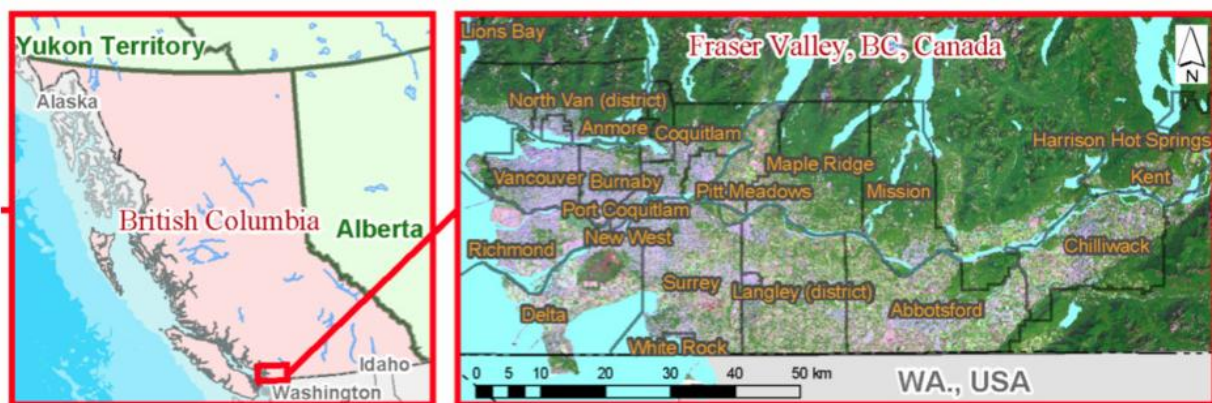 Yukon Territory
Alaska
British Columbia
Alberta
Idaho
Washington
Lions Bay
Fraser Valley, BC, Canada
N
North Van (district)
Anmore
Coquitlam
Harrison Hot Springs
Maple Ridge
Kent
Vancouver
Burnaby
Pitt Meadows
Mission
Port Coquitlam
New West
Chilliwack
Richmond
Surrey
Langley (district)
Abbotsford
Delta
White Rock
0 5 10 20 30 40 50 km
WA., USA